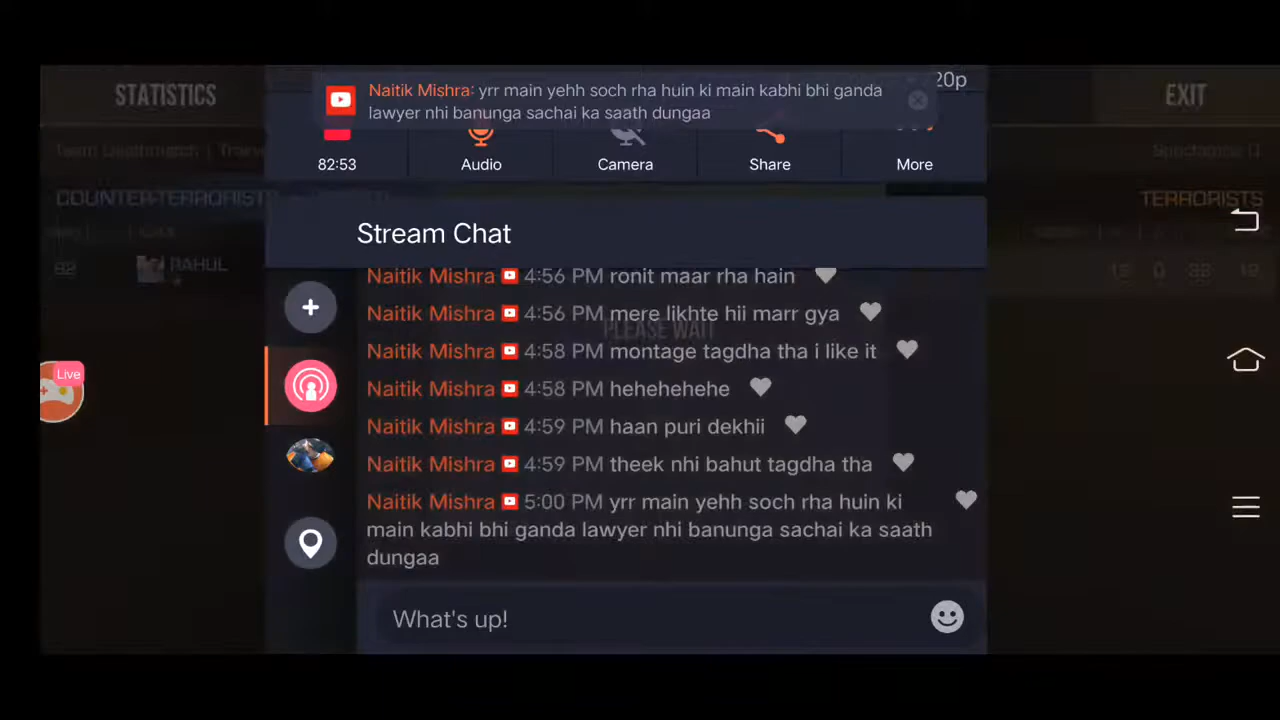 STATISTICS
20p
EXIT
Naitik Mishra: yrr main yehh soch rha huin ki main kabhi bhi ganda
lawyer nhi banunga sachai ka saath dungaa
82:53
Audio
Camera
Share
More
Team Deathmatch |
COUNTER-TERRORISTS
TERRORISTS
Stream Chat
92
RAHUL
Naitik Mishra 4:56 PM ronit maar rha hain
Naitik Mishra 4:56 PM mere likhte hii marr gya
PLEASE WAIT
Naitik Mishra 4:58 PM montage tagdha tha i like it
Live
Naitik Mishra 4:58 PM hehehehehe
Naitik Mishra 4:59 PM haan puri dekhii
Naitik Mishra 4:59 PM theek nhi bahut tagdha tha
Naitik Mishra 5:00 PM yrr main yehh soch rha huin ki
main kabhi bhi ganda lawyer nhi banunga sachai ka saath
dungaa
What's up!